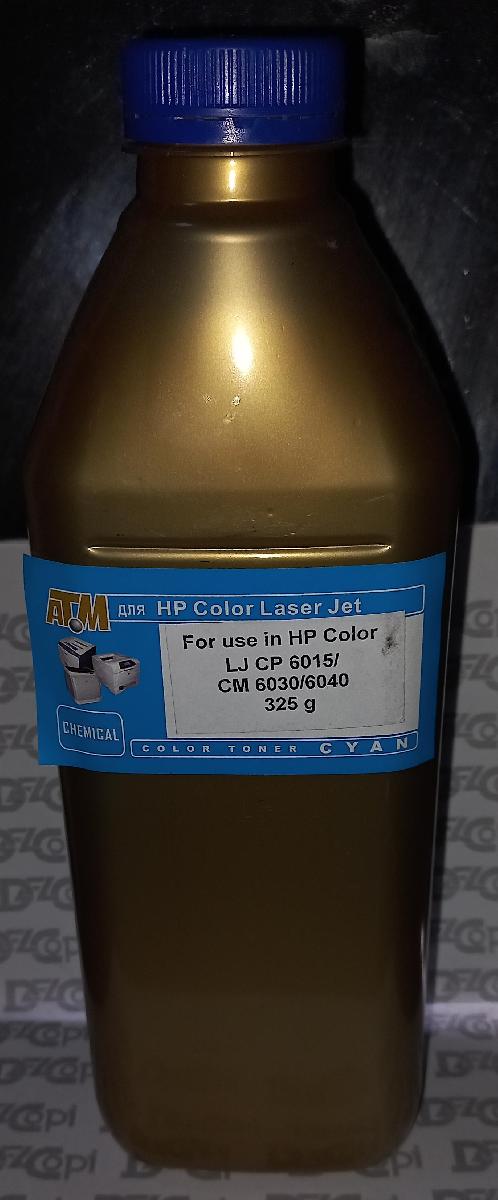 ATM для HP Color Laser Jet
For use in HP Color
LJ CP 6015/
CM 6030/6040
325 g
CHEMICAL
COLOR TONER CYAN